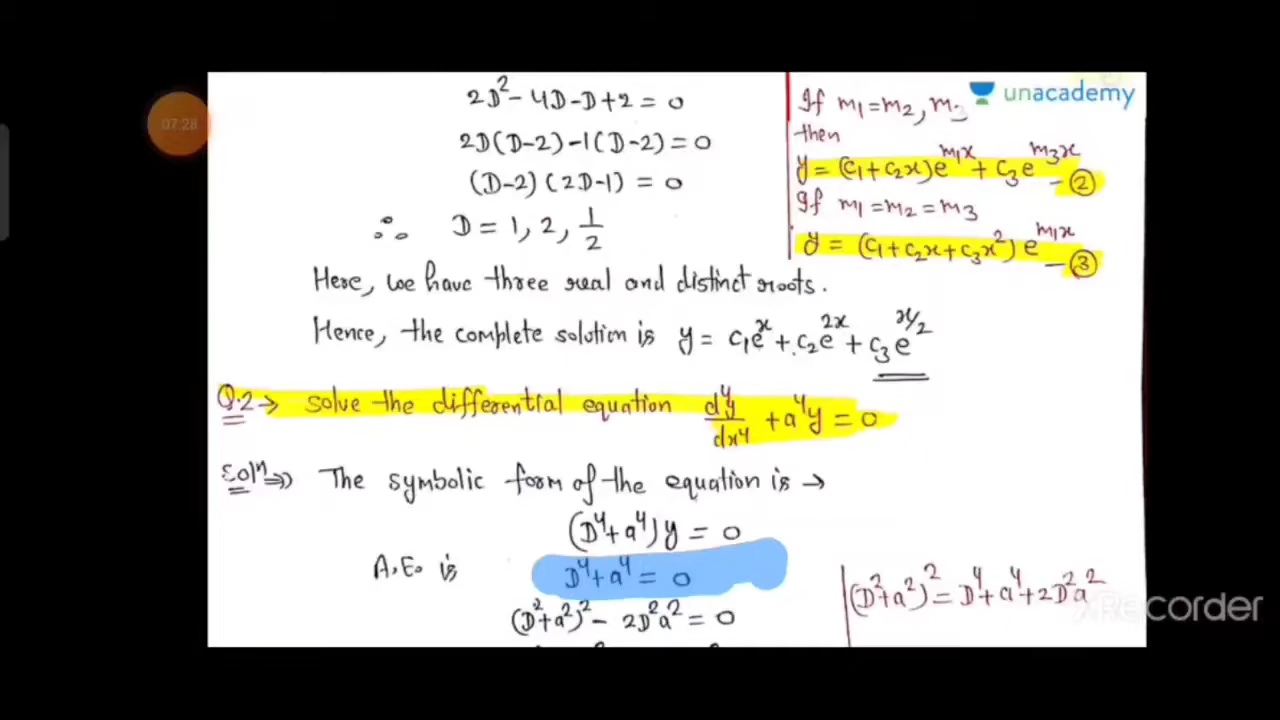 07:28
2D² - 4D - D + 2 = 0
2D(D-2) - 1(D-2) = 0
(D-2)(2D-1) = 0
∴ D = 1, 2, 1/2
Here, we have three real and distinct roots.
Hence, the complete solution is y = c₁eˣ + c₂e²ˣ + c₃e^(x/2)
unacademy
If m₁ = m₂, m₃
then
y = (c₁ + c₂x)e^(m₁x) + c₃e^(m₃x) - ②
If m₁ = m₂ = m₃
y = (c₁ + c₂x + c₃x²)e^(m₁x) - ③
Q.2 → Solve the differential equation d⁴y/dx⁴ + a⁴y = 0
Solⁿ ⇒ The symbolic form of the equation is →
(D⁴ + a⁴)y = 0
A.E. is D⁴ + a⁴ = 0
(D² + a²)² - 2D²a² = 0
(D² + a²)² = D⁴ + a⁴ + 2D²a²
XRecorder